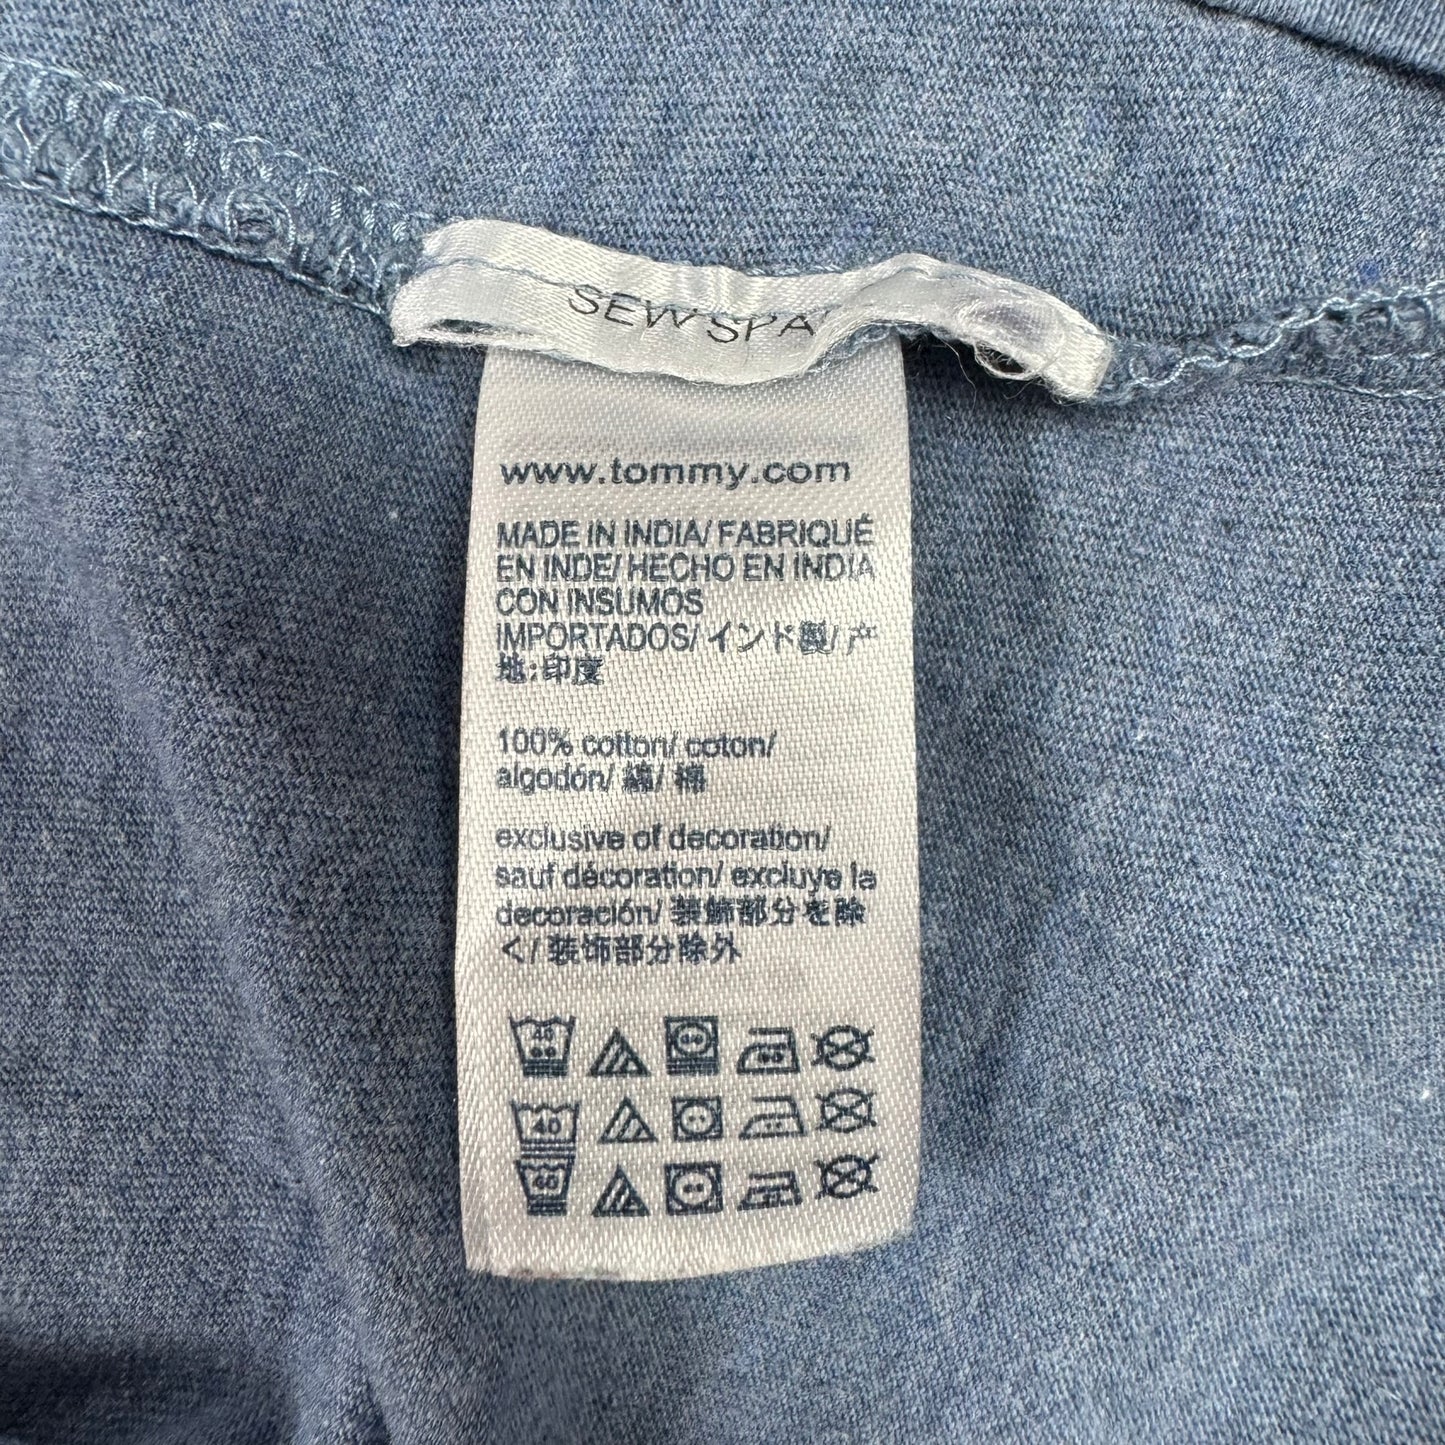 SEW SPA
www.tommy.com
MADE IN INDIA/ FABRIQUÉ
EN INDE/ HECHO EN INDIA
CON INSUMOS
IMPORTADOS/ インド製/ 产
地:印度
100% cotton/ coton/
algodón/ 綿/ 棉
exclusive of decoration/
sauf décoration/ excluye la
decoración/ 装飾部分を除
く/ 装饰部分除外
40
40
40